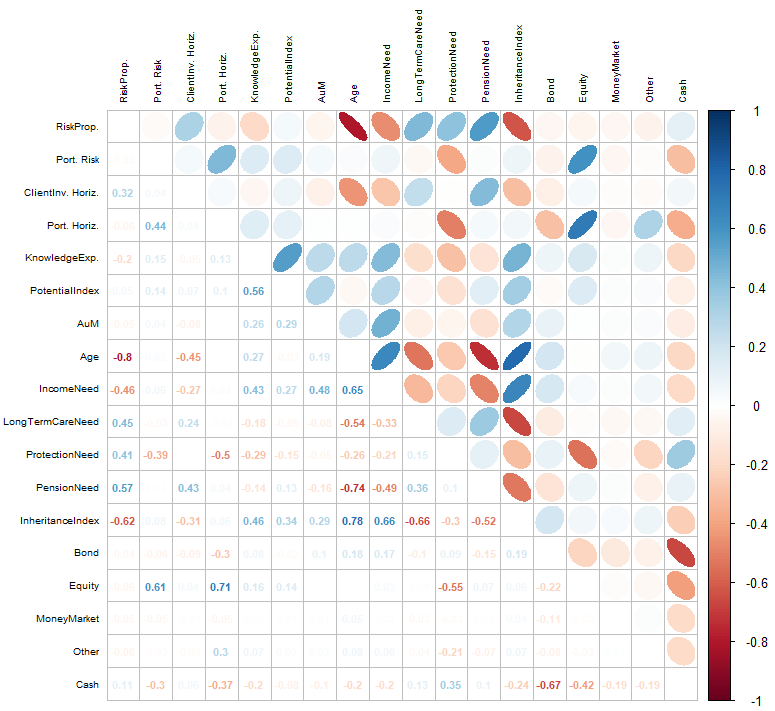 RiskProp. Port. Risk ClientInv. Horiz. Port. Horiz. KnowledgeExp. PotentialIndex AuM Age IncomeNeed LongTermCareNeed ProtectionNeed PensionNeed InheritanceIndex Bond Equity MoneyMarket Other Cash
RiskProp.
Port. Risk
ClientInv. Horiz. 0.32
Port. Horiz. 0.44
KnowledgeExp. -0.2 0.15 0.13
PotentialIndex 0.14 0.1 0.56
AuM 0.26 0.29
Age -0.8 -0.45 0.27 0.19
IncomeNeed -0.46 -0.27 0.43 0.27 0.48 0.65
LongTermCareNeed 0.45 0.24 -0.18 -0.54 -0.33
ProtectionNeed 0.41 -0.39 -0.5 -0.29 -0.15 -0.26 -0.21 0.15
PensionNeed 0.57 0.43 -0.14 0.13 -0.16 -0.74 -0.49 0.36 0.1
InheritanceIndex -0.62 -0.31 0.46 0.34 0.29 0.78 0.66 -0.66 -0.3 -0.52
Bond -0.3 0.1 0.18 0.17 -0.1 0.09 -0.15 0.19
Equity 0.61 0.71 0.16 0.14 -0.55 0.07 -0.22
MoneyMarket -0.11
Other 0.3 -0.21 -0.07 0.07
Cash 0.11 -0.3 -0.37 -0.2 -0.1 -0.2 -0.2 0.13 0.35 0.1 -0.24 -0.67 -0.42 -0.19 -0.19
1
0.8
0.6
0.4
0.2
0
-0.2
-0.4
-0.6
-0.8
-1